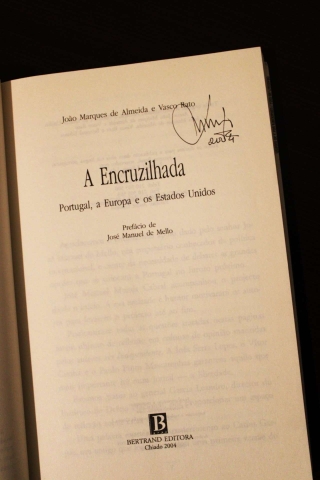 João Marques de Almeida e Vasco Rato
A Encruzilhada
Portugal, a Europa e os Estados Unidos
Prefácio de
José Manuel de Mello
B
BERTRAND EDITORA
Chiado 2004